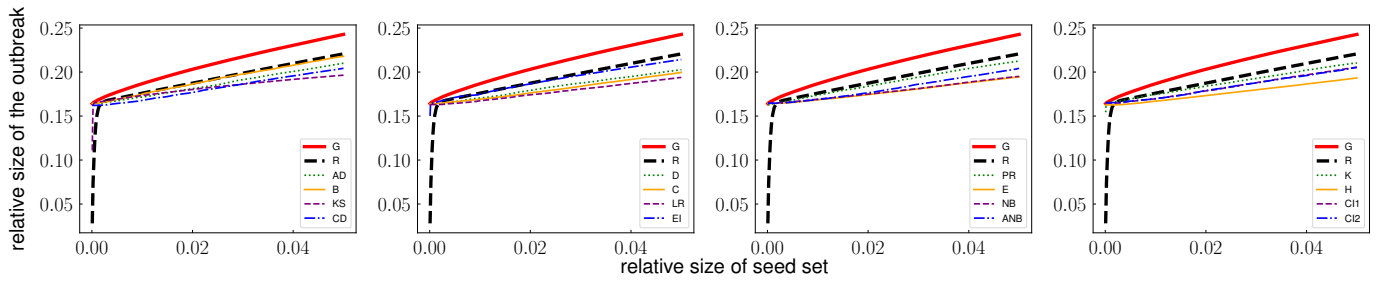 relative size of the outbreak
0.25
0.20
0.15
0.10
0.05
0.00
0.02
0.04
G
R
AD
B
KS
CD
0.25
0.20
0.15
0.10
0.05
0.00
0.02
0.04
G
R
D
C
LR
EI
0.25
0.20
0.15
0.10
0.05
0.00
0.02
0.04
G
R
PR
E
NB
ANB
0.25
0.20
0.15
0.10
0.05
0.00
0.02
0.04
G
R
K
H
CI1
CI2
relative size of seed set